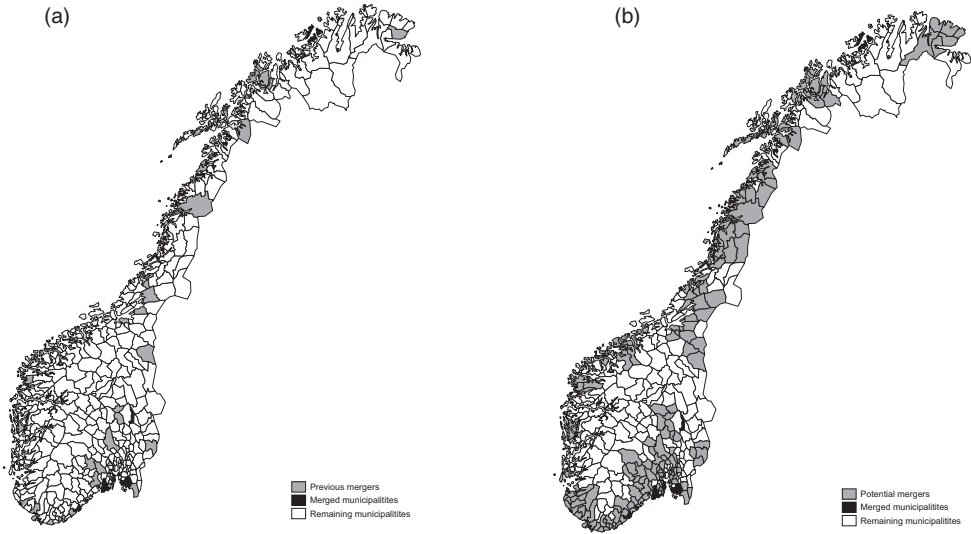 (a)
Previous mergers
Merged municipalitites
Remaining municipalitites
(b)
Potential mergers
Merged municipalitites
Remaining municipalitites